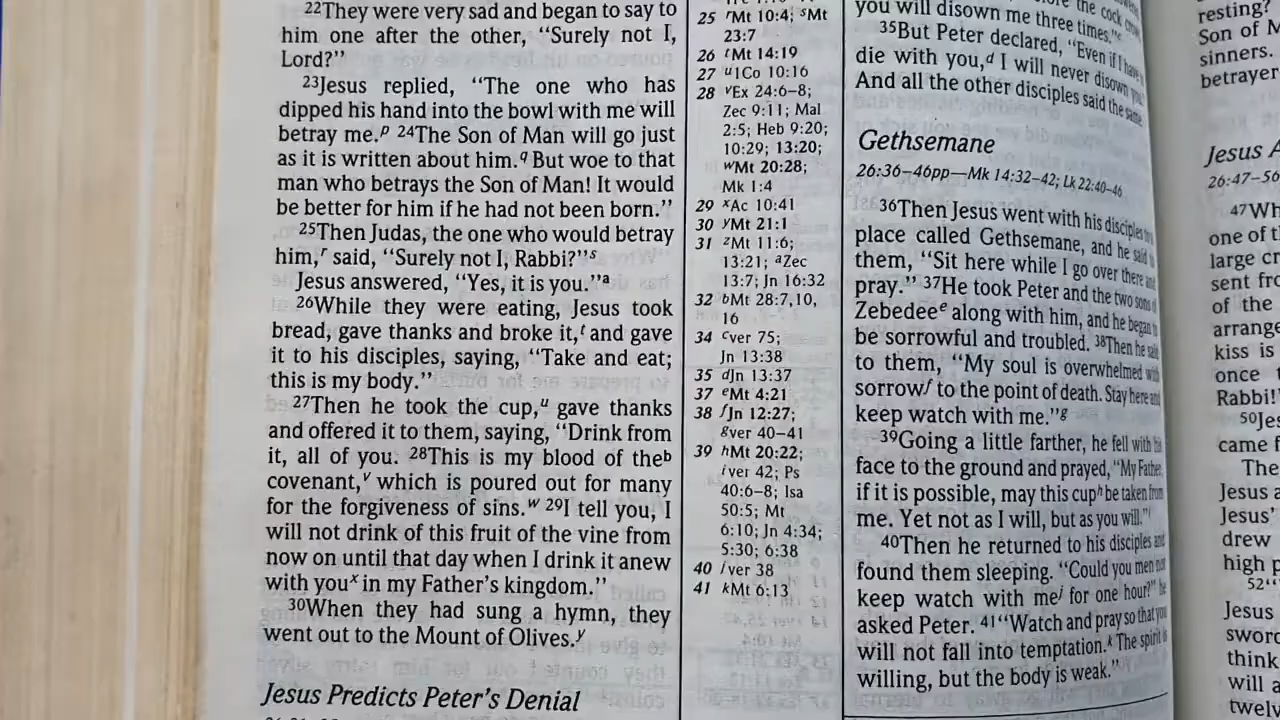 22They were very sad and began to say to
him one after the other, “Surely not I,
Lord?”
23Jesus replied, “The one who has
dipped his hand into the bowl with me will
betray me.p 24The Son of Man will go just
as it is written about him.q But woe to that
man who betrays the Son of Man! It would
be better for him if he had not been born.”
25Then Judas, the one who would betray
him,r said, “Surely not I, Rabbi?”s
Jesus answered, “Yes, it is you.”a
26While they were eating, Jesus took
bread, gave thanks and broke it,t and gave
it to his disciples, saying, “Take and eat;
this is my body.”
27Then he took the cup,u gave thanks
and offered it to them, saying, “Drink from
it, all of you. 28This is my blood of theb
covenant,v which is poured out for many
for the forgiveness of sins.w 29I tell you, I
will not drink of this fruit of the vine from
now on until that day when I drink it anew
with youx in my Father’s kingdom.”
30When they had sung a hymn, they
went out to the Mount of Olives.y
Jesus Predicts Peter’s Denial
25 rMt 10:4; sMt
23:7
26 tMt 14:19
27 u1Co 10:16
28 vEx 24:6–8;
Zec 9:11; Mal
2:5; Heb 9:20;
10:29; 13:20;
wMt 20:28;
Mk 1:4
29 xAc 10:41
30 yMt 21:1
31 zMt 11:6;
13:21; aZec
13:7; Jn 16:32
32 bMt 28:7,10,
16
34 cver 75;
Jn 13:38
35 dJn 13:37
37 eMt 4:21
38 fJn 12:27;
gver 40–41
39 hMt 20:22;
iver 42; Ps
40:6–8; Isa
50:5; Mt
6:10; Jn 4:34;
5:30; 6:38
40 jver 38
41 kMt 6:13
the cock
you will disown me three times.”c
35But Peter declared, “Even if I have
die with you,d I will never disown
And all the other disciples said the same.
Gethsemane
26:36–46pp—Mk 14:32–42; Lk 22:40–46
36Then Jesus went with his disciples
place called Gethsemane, and he said to
them, “Sit here while I go over there and
pray.” 37He took Peter and the two sons of
Zebedeee along with him, and he began to
be sorrowful and troubled. 38Then he said
to them, “My soul is overwhelmed with
sorrowf to the point of death. Stay here and
keep watch with me.”g
39Going a little farther, he fell with his
face to the ground and prayed, “My Father,
if it is possible, may this cuph be taken from
me. Yet not as I will, but as you will.”i
40Then he returned to his disciples and
found them sleeping. “Could you men not
keep watch with mej for one hour?” he
asked Peter. 41“Watch and pray so that you
will not fall into temptation.k The spirit is
willing, but the body is weak.”
resting?
Son of
sinners.
betrayer
Jesus
26:47–56
47
one of
large
sent
of the
arrange
kiss is
once
Rabbi!
50
came
The
Jesus
Jesus’
drew
high
52“
Jesus
sword
think
will
twelv